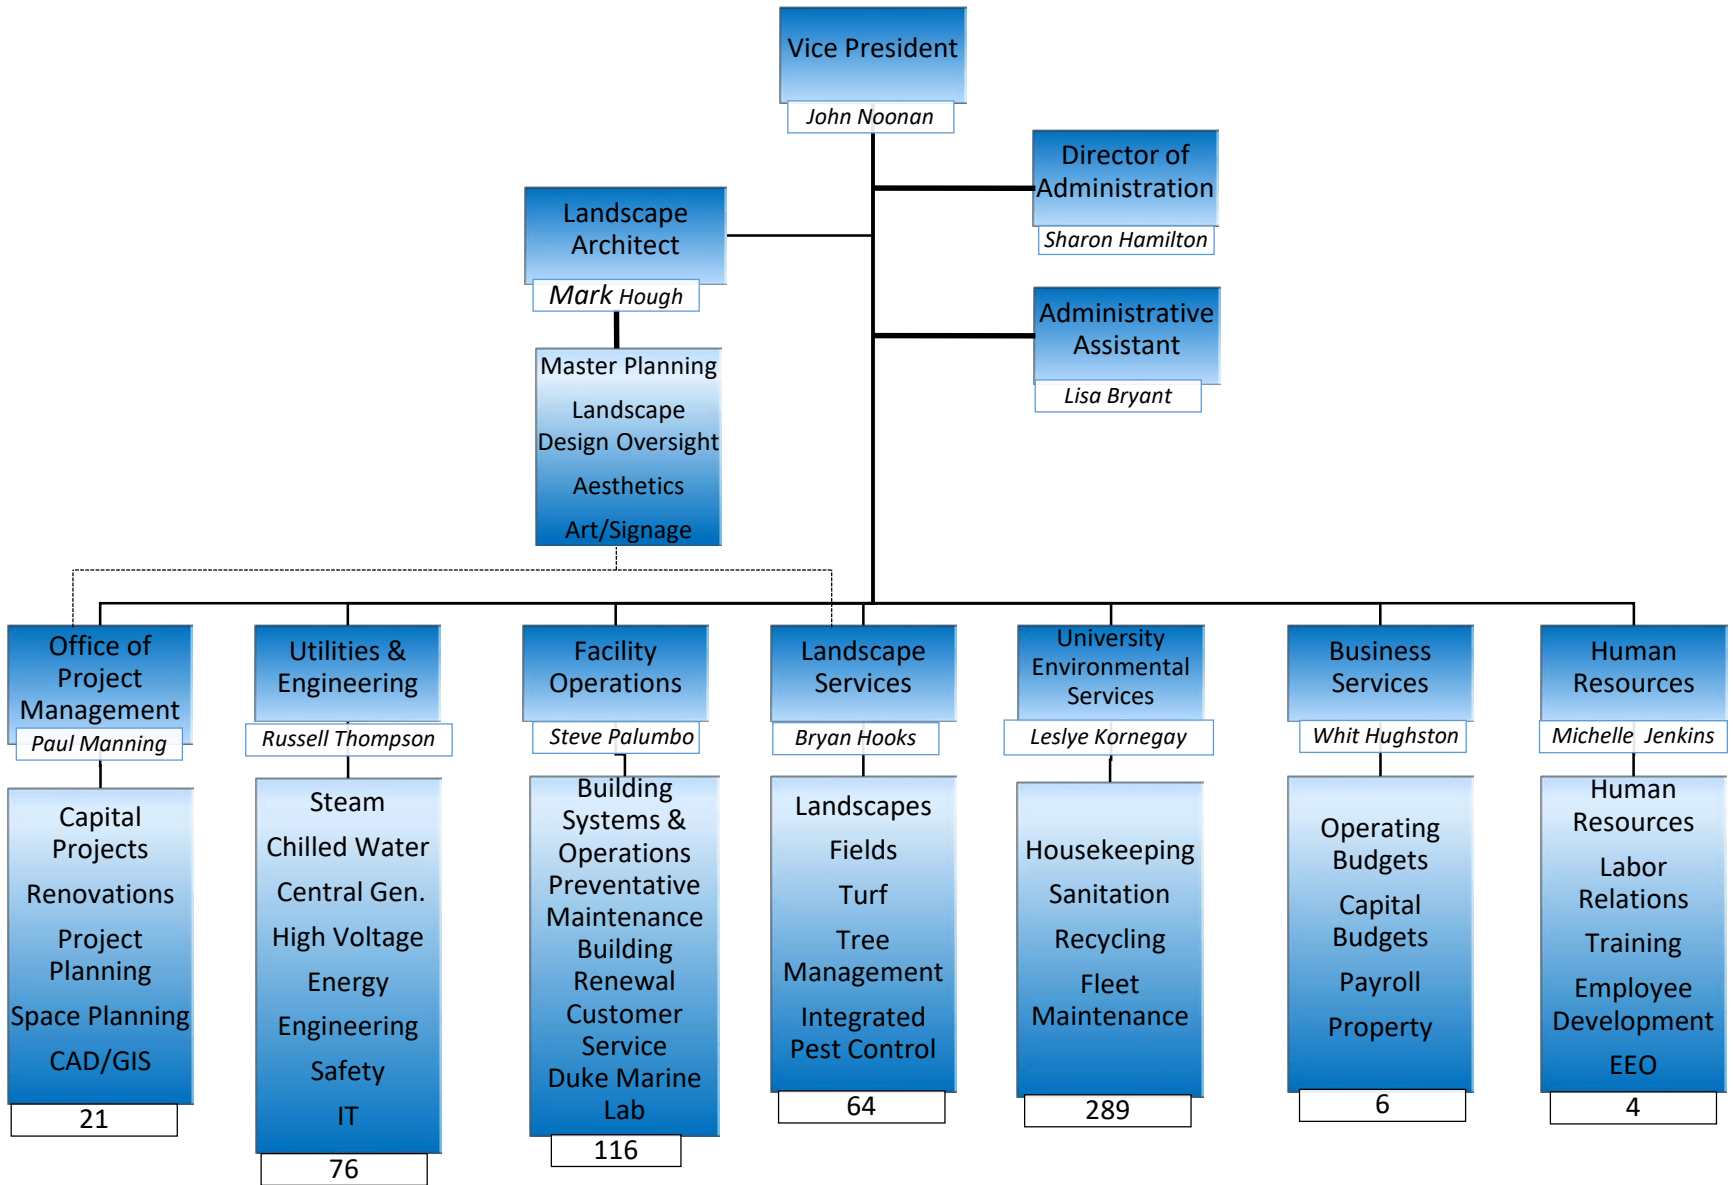 Vice President
John Noonan
Director of
Administration
Sharon Hamilton
Landscape
Architect
Mark Hough
Administrative
Assistant
Lisa Bryant
Master Planning
Landscape
Design Oversight
Aesthetics
Art/Signage
Office of
Project
Management
Paul Manning
Capital
Projects
Renovations
Project
Planning
Space Planning
CAD/GIS
21
Utilities &
Engineering
Russell Thompson
Steam
Chilled Water
Central Gen.
High Voltage
Energy
Engineering
Safety
IT
76
Facility
Operations
Steve Palumbo
Building
Systems &
Operations
Preventative
Maintenance
Building
Renewal
Customer
Service
Duke Marine
Lab
116
Landscape
Services
Bryan Hooks
Landscapes
Fields
Turf
Tree
Management
Integrated
Pest Control
64
University
Environmental
Services
Leslye Kornegay
Housekeeping
Sanitation
Recycling
Fleet
Maintenance
289
Business
Services
Whit Hughston
Operating
Budgets
Capital
Budgets
Payroll
Property
6
Human
Resources
Michelle Jenkins
Human
Resources
Labor
Relations
Training
Employee
Development
EEO
4